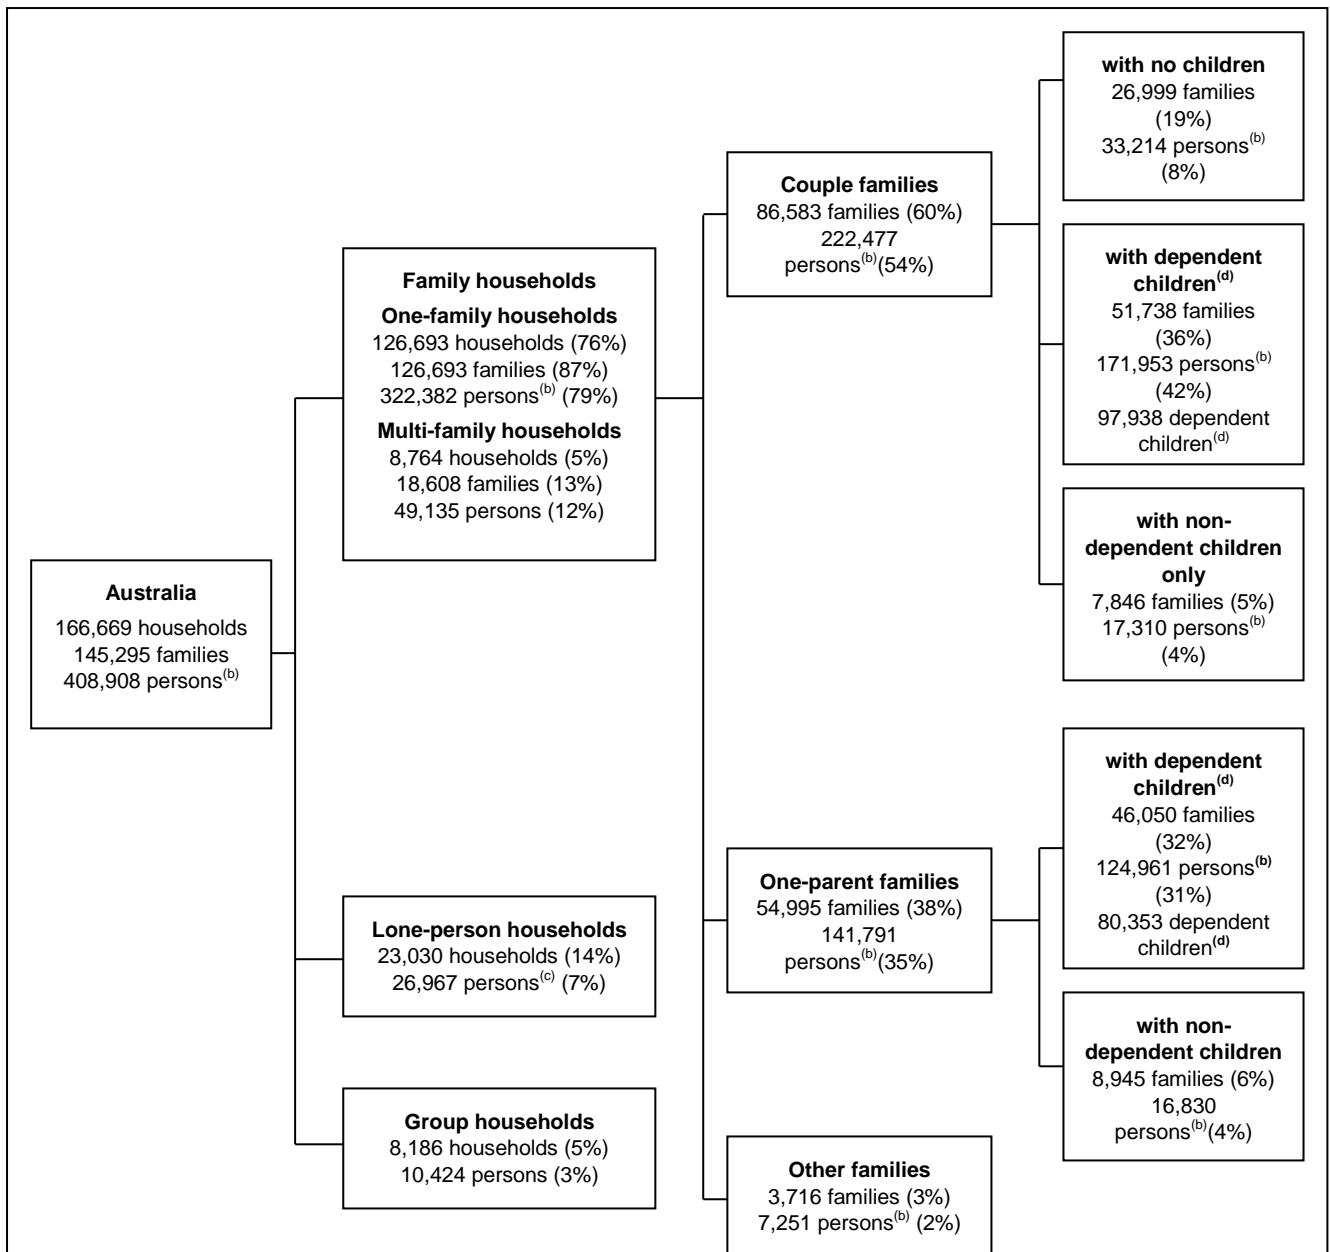 Australia
166,669 households
145,295 families
408,908 persons(b)
Family households
One-family households
126,693 households (76%)
126,693 families (87%)
322,382 persons(b) (79%)
Multi-family households
8,764 households (5%)
18,608 families (13%)
49,135 persons (12%)
Lone-person households
23,030 households (14%)
26,967 persons(c) (7%)
Group households
8,186 households (5%)
10,424 persons (3%)
Couple families
86,583 families (60%)
222,477
persons(b)(54%)
One-parent families
54,995 families (38%)
141,791
persons(b)(35%)
Other families
3,716 families (3%)
7,251 persons(b) (2%)
with no children
26,999 families
(19%)
33,214 persons(b)
(8%)
with dependent
children(d)
51,738 families
(36%)
171,953 persons(b)
(42%)
97,938 dependent
children(d)
with non-
dependent children
only
7,846 families (5%)
17,310 persons(b)
(4%)
with dependent
children(d)
46,050 families
(32%)
124,961 persons(b)
(31%)
80,353 dependent
children(d)
with non-
dependent children
8,945 families (6%)
16,830
persons(b)(4%)